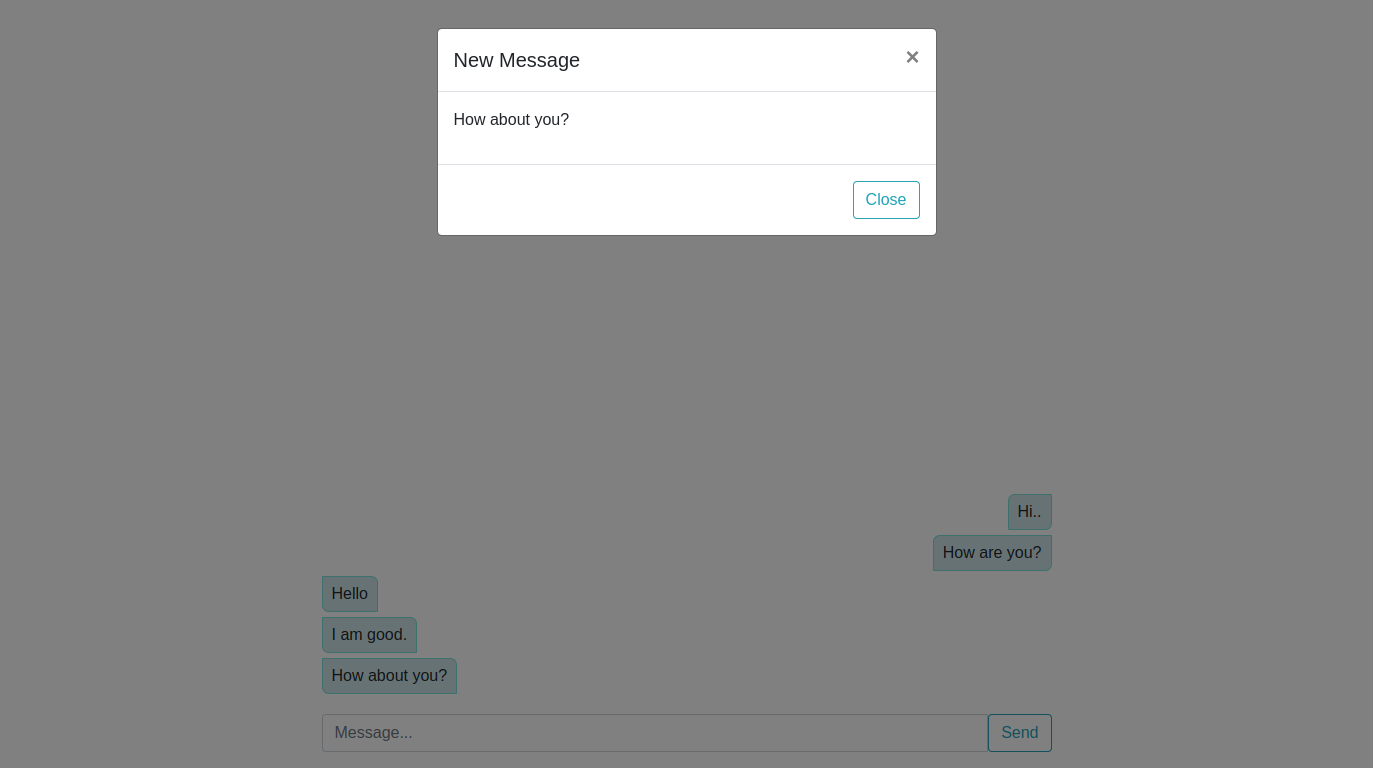 New Message
×
How about you?
Close
Hi..
How are you?
Hello
I am good.
How about you?
Message...
Send